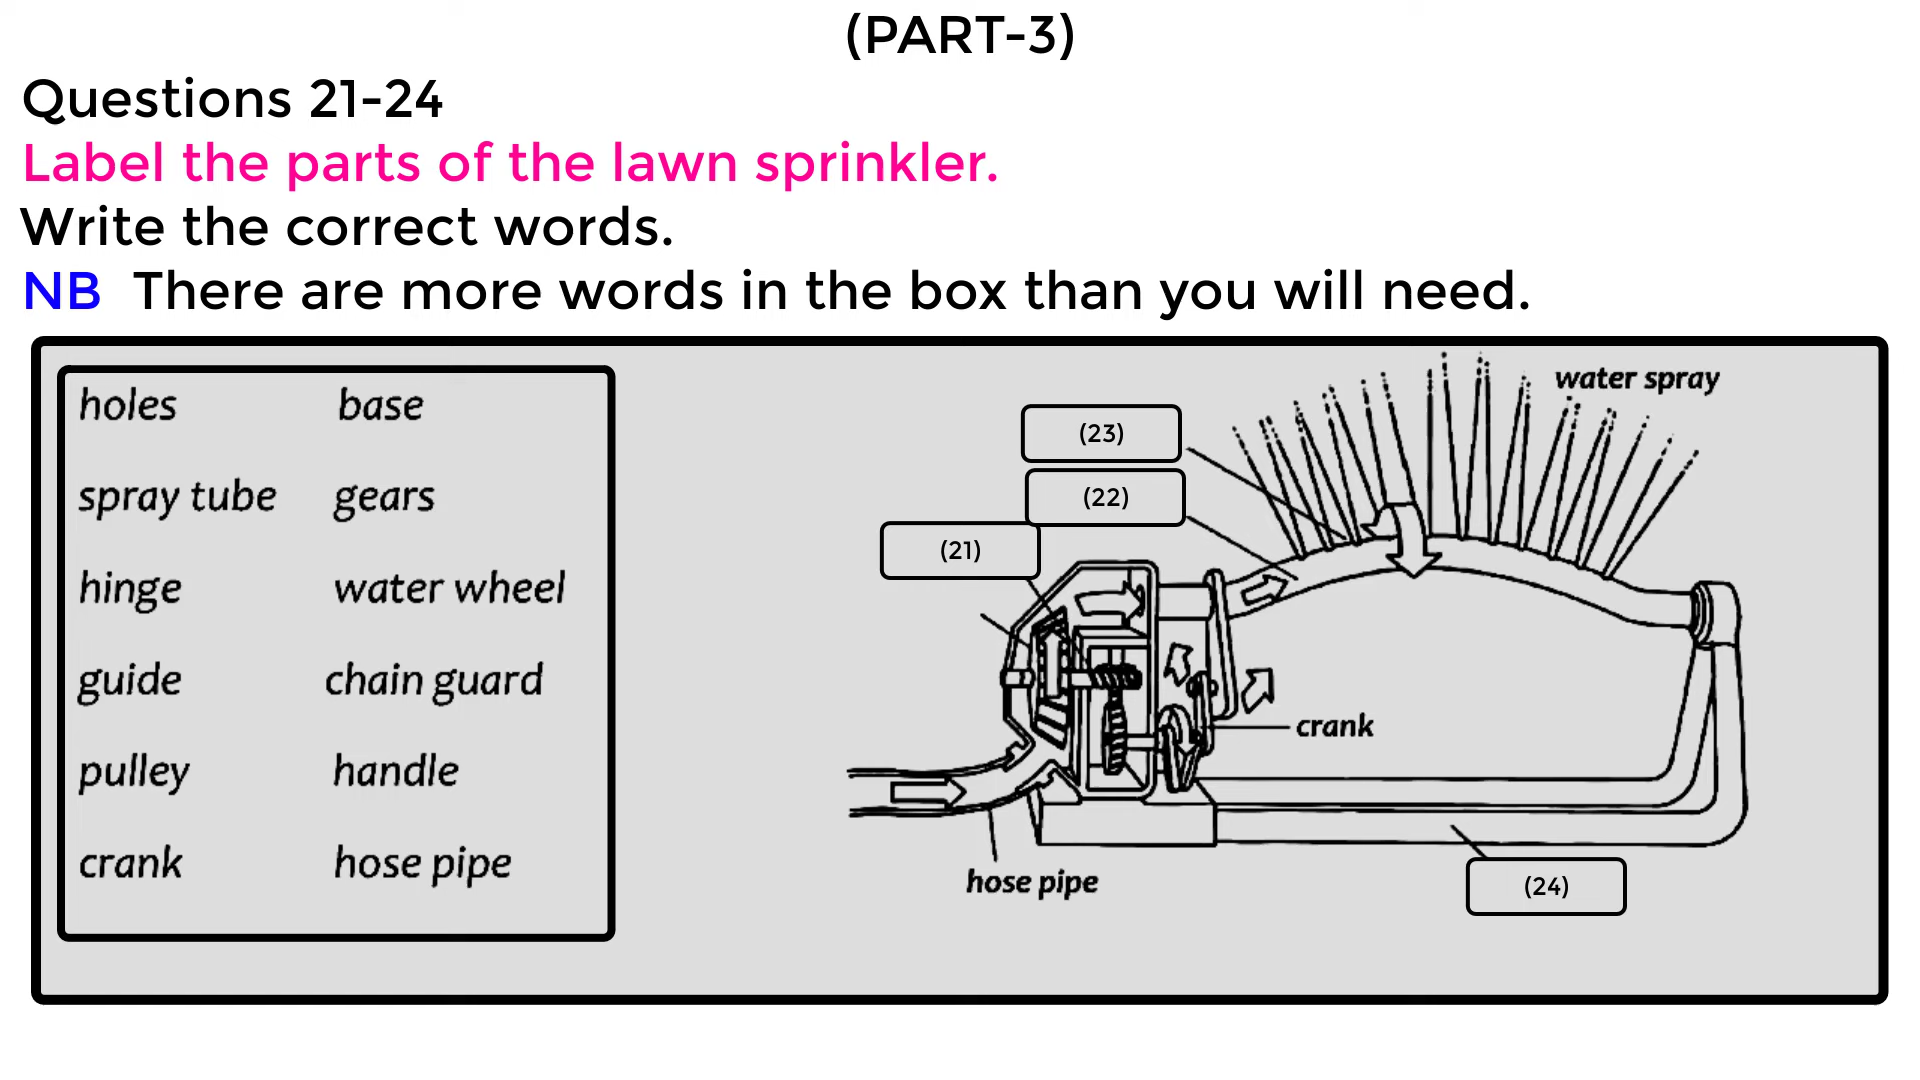 (PART-3)
Questions 21-24
Label the parts of the lawn sprinkler.
Write the correct words.
NB There are more words in the box than you will need.
holes base
spray tube gears
hinge water wheel
guide chain guard
pulley handle
crank hose pipe
water spray
(23)
(22)
(21)
crank
hose pipe
(24)